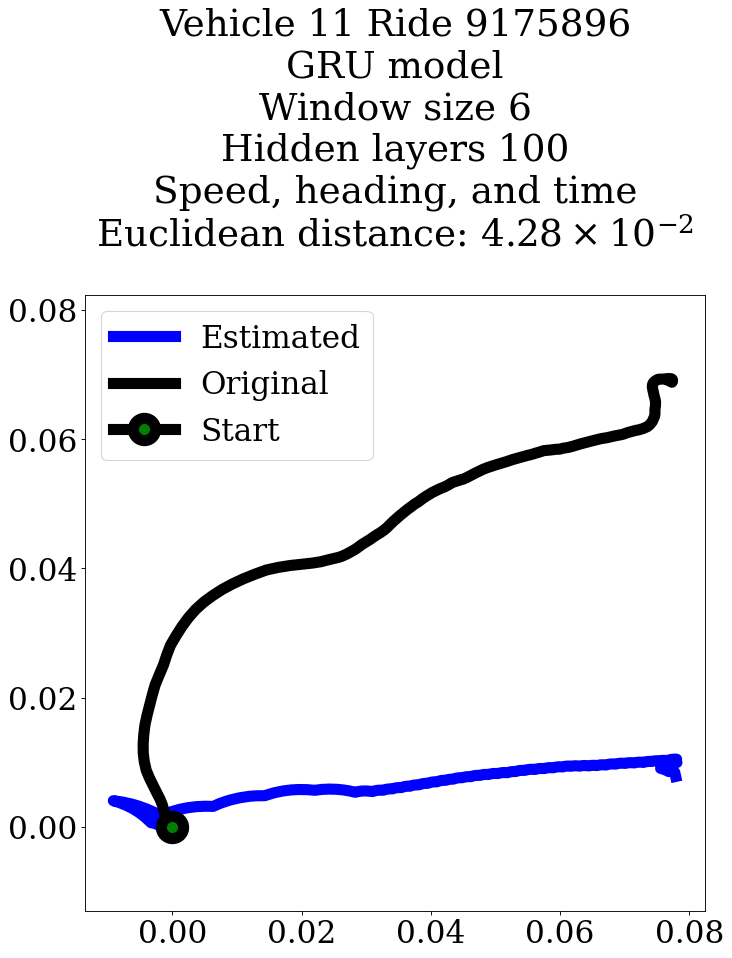 Vehicle 11 Ride 9175896
GRU model
Window size 6
Hidden layers 100
Speed, heading, and time
Euclidean distance: 4.28 × 10⁻²
0.08
Estimated
Original
Start
0.06
0.04
0.02
0.00
0.00 0.02 0.04 0.06 0.08